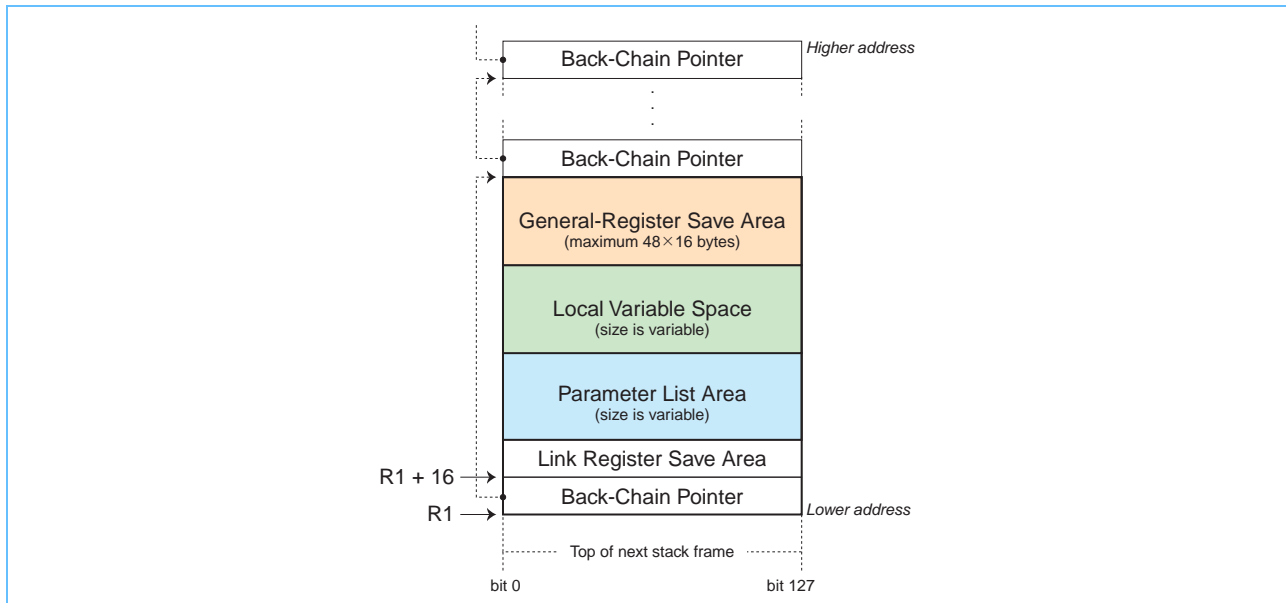 Back-Chain Pointer
Higher address
.
.
.
Back-Chain Pointer
General-Register Save Area
(maximum 48×16 bytes)
Local Variable Space
(size is variable)
Parameter List Area
(size is variable)
Link Register Save Area
R1 + 16
Back-Chain Pointer
R1
Lower address
Top of next stack frame
bit 0
bit 127